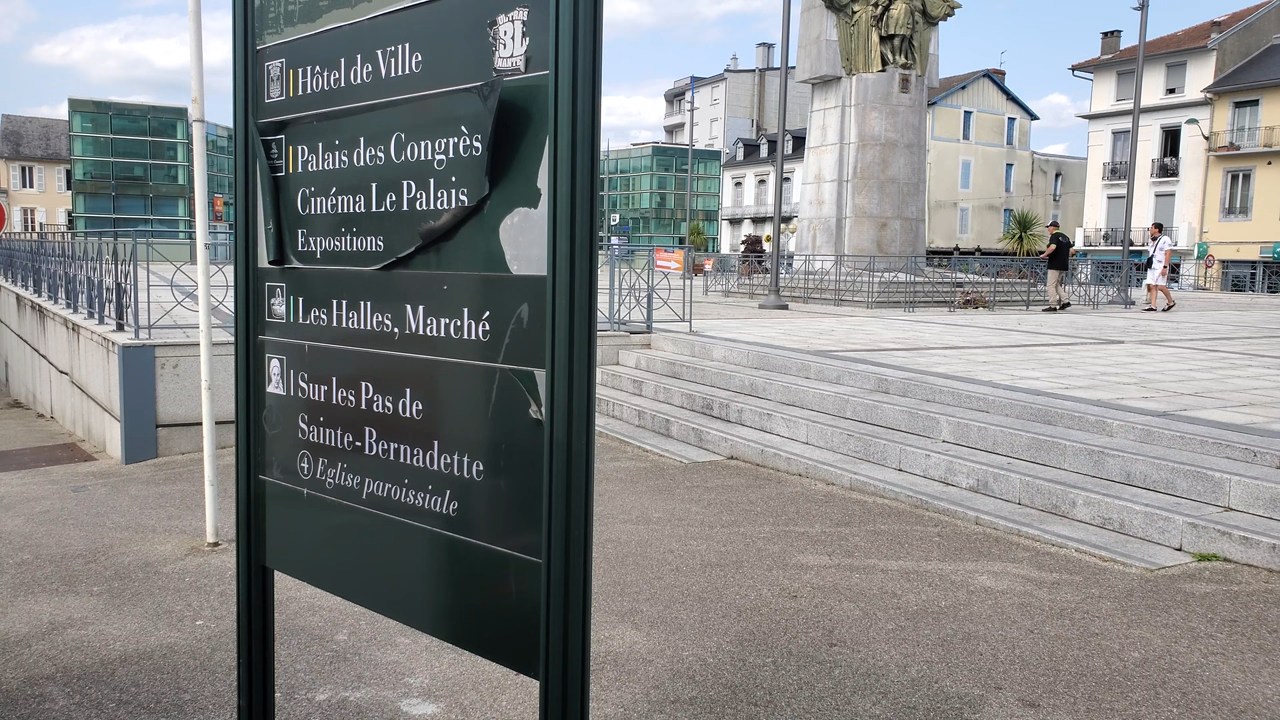 ULTRAS
BL
NANTES
Hôtel de Ville
Palais des Congrès
Cinéma Le Palais
Expositions
Les Halles, Marché
Sur les Pas de
Sainte-Bernadette
4 Eglise paroissiale